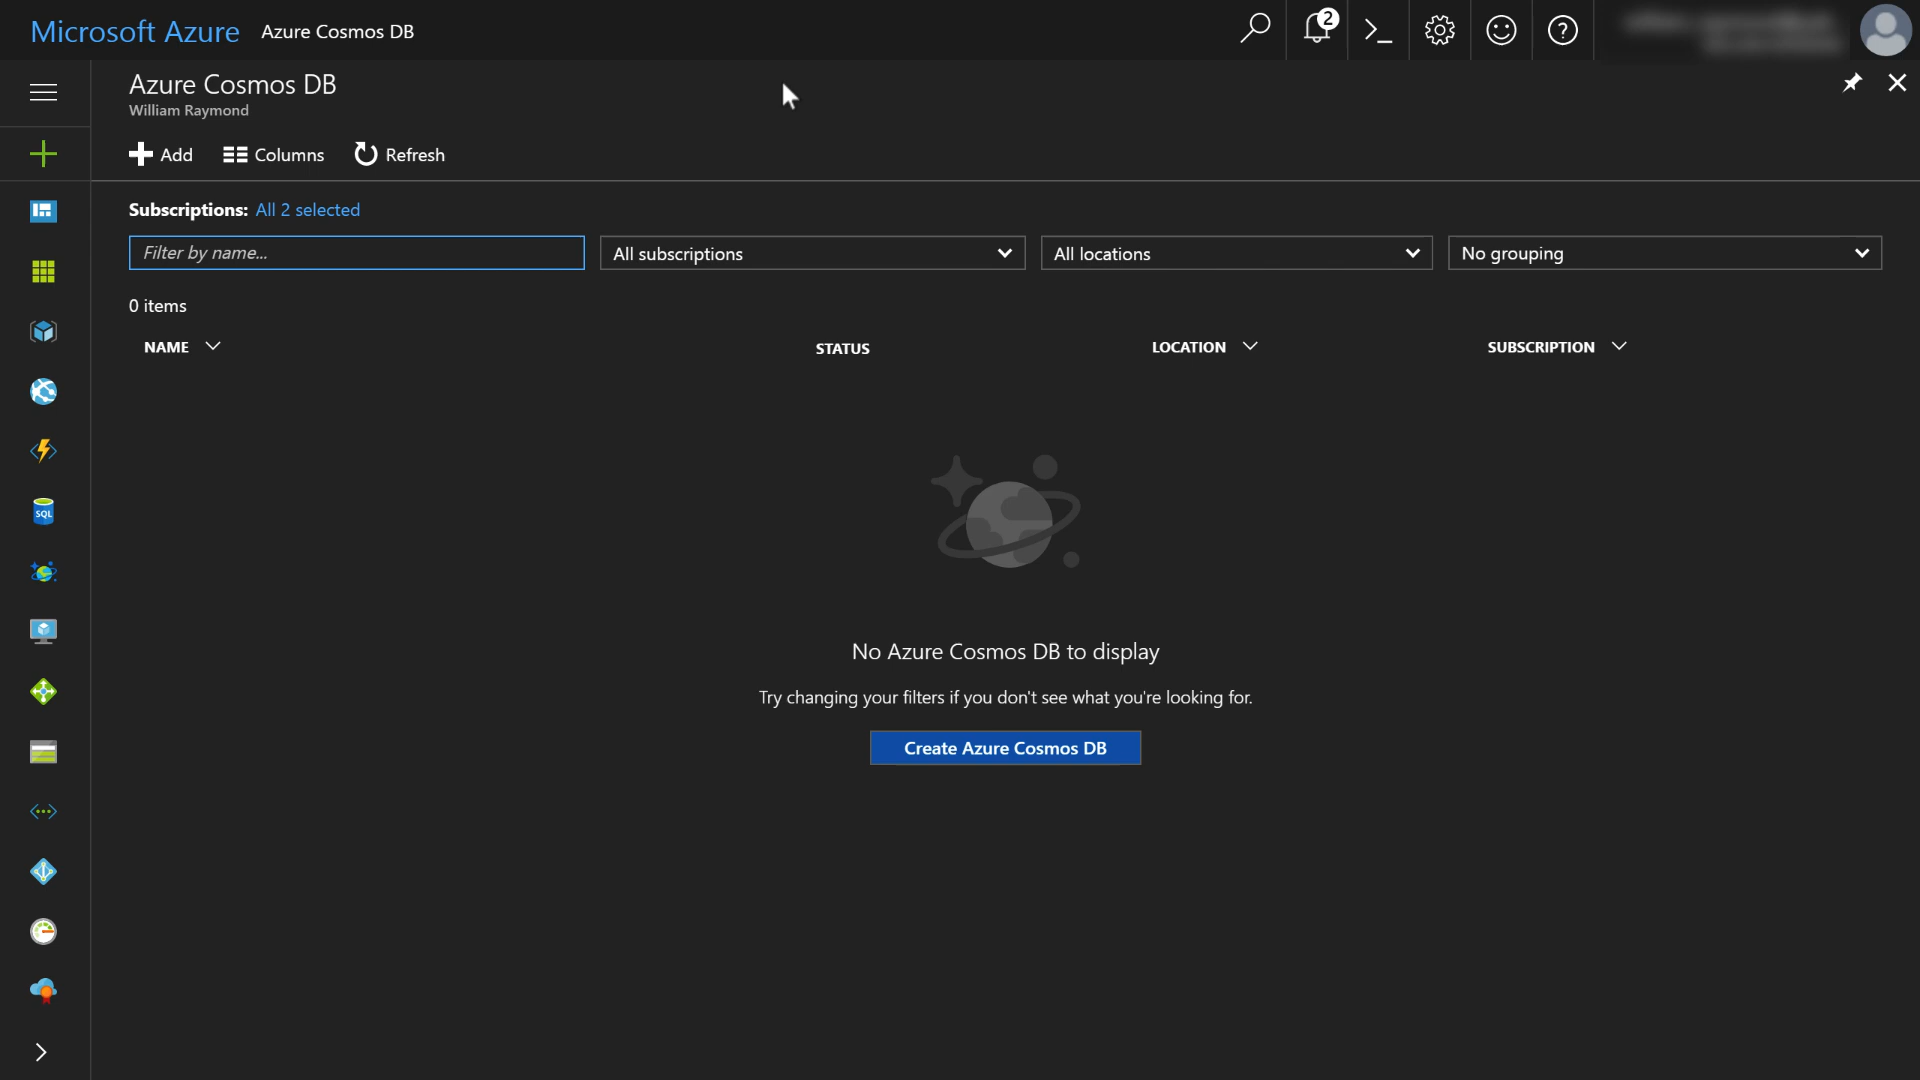 Microsoft Azure Azure Cosmos DB 2
Azure Cosmos DB
William Raymond
Add Columns Refresh
Subscriptions: All 2 selected
Filter by name... All subscriptions All locations No grouping
0 items
NAME STATUS LOCATION SUBSCRIPTION
SQL
No Azure Cosmos DB to display
Try changing your filters if you don't see what you're looking for.
Create Azure Cosmos DB